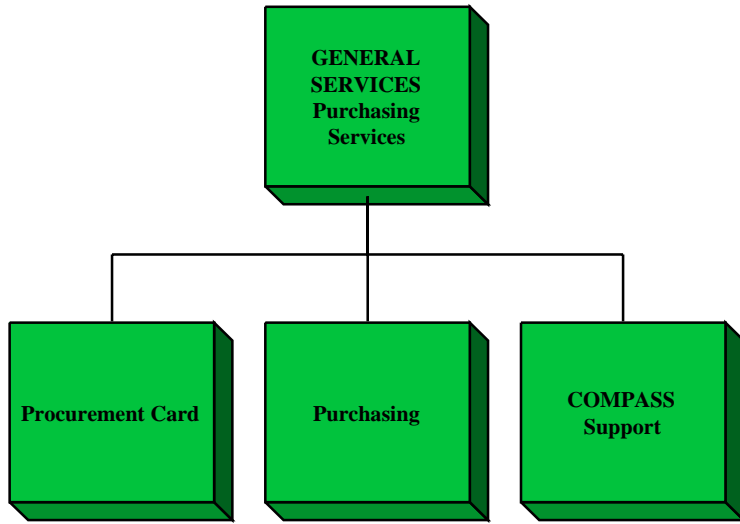 GENERAL
SERVICES
Purchasing
Services
Procurement Card
Purchasing
COMPASS
Support